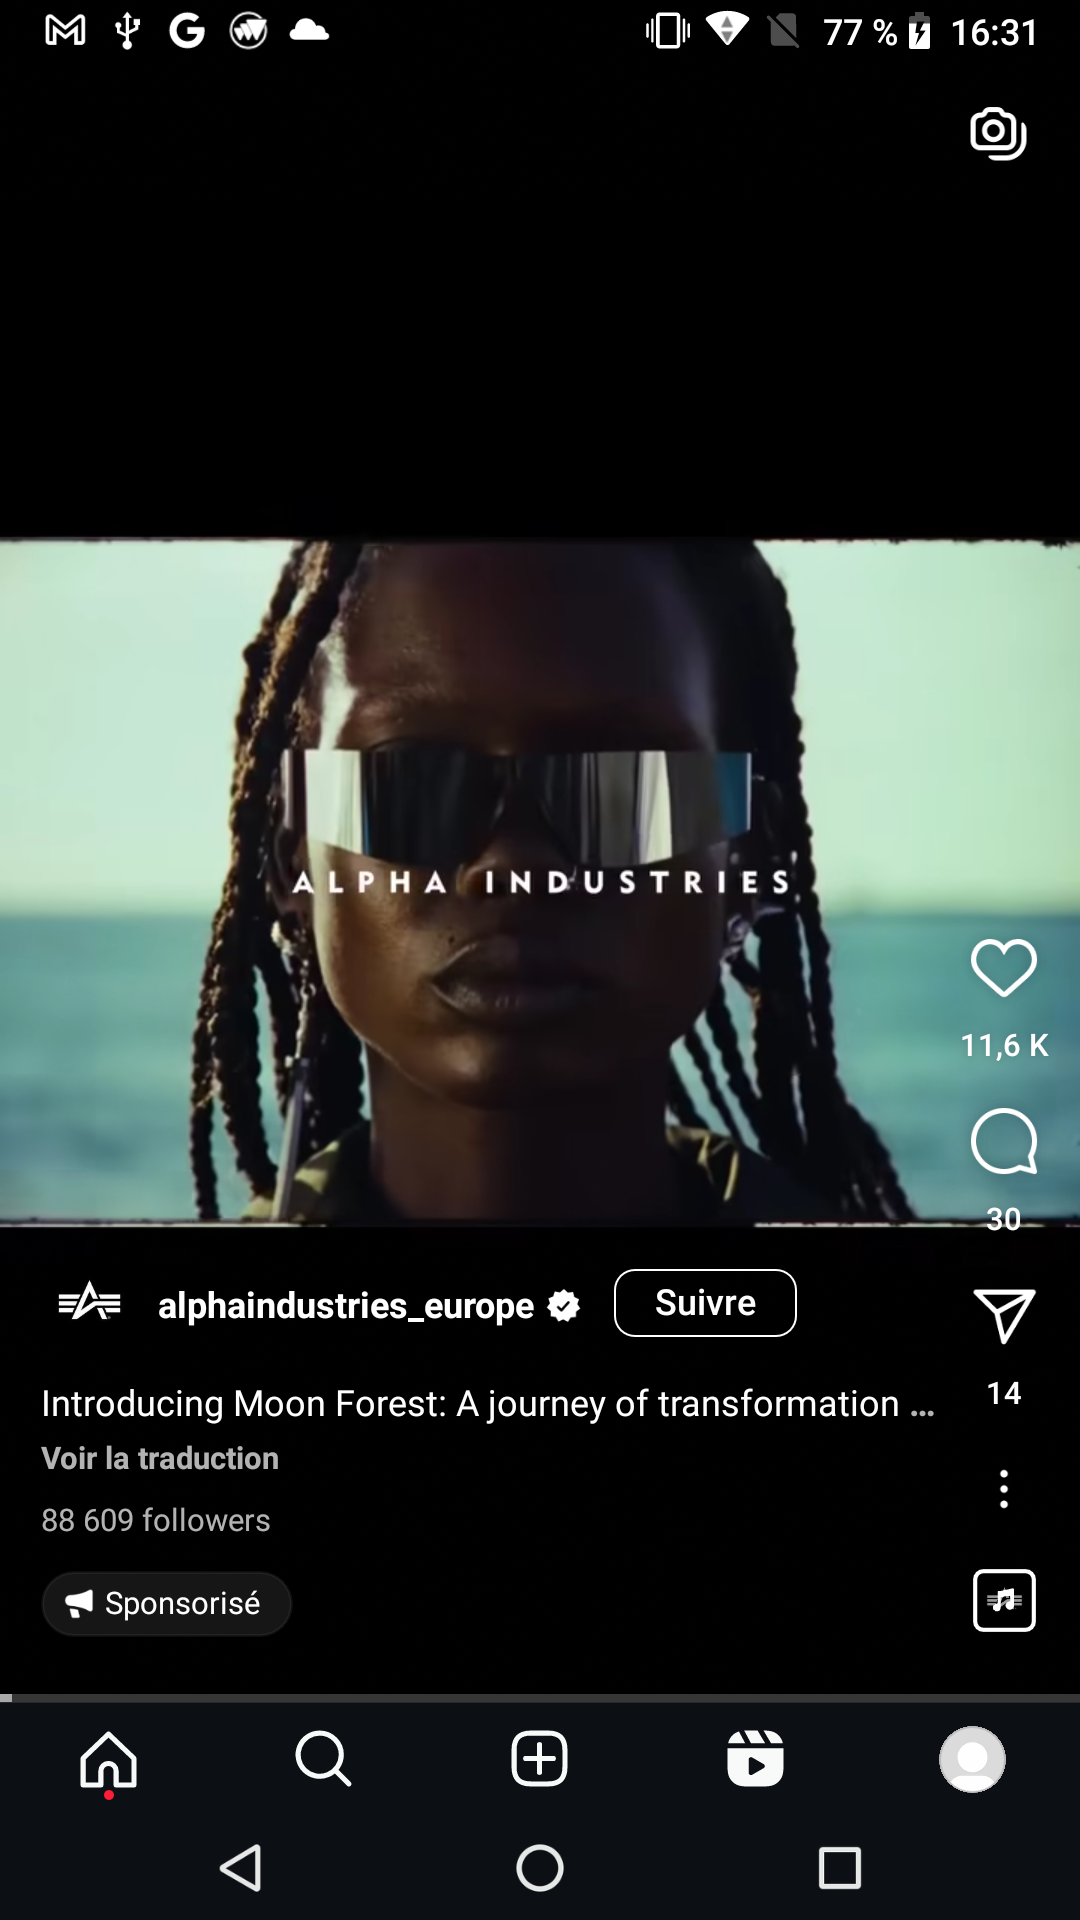 77 % 16:31
ALPHA INDUSTRIES
11,6 K
30
alphaindustries_europe Suivre
14
Introducing Moon Forest: A journey of transformation ...
Voir la traduction
88 609 followers
Sponsorisé